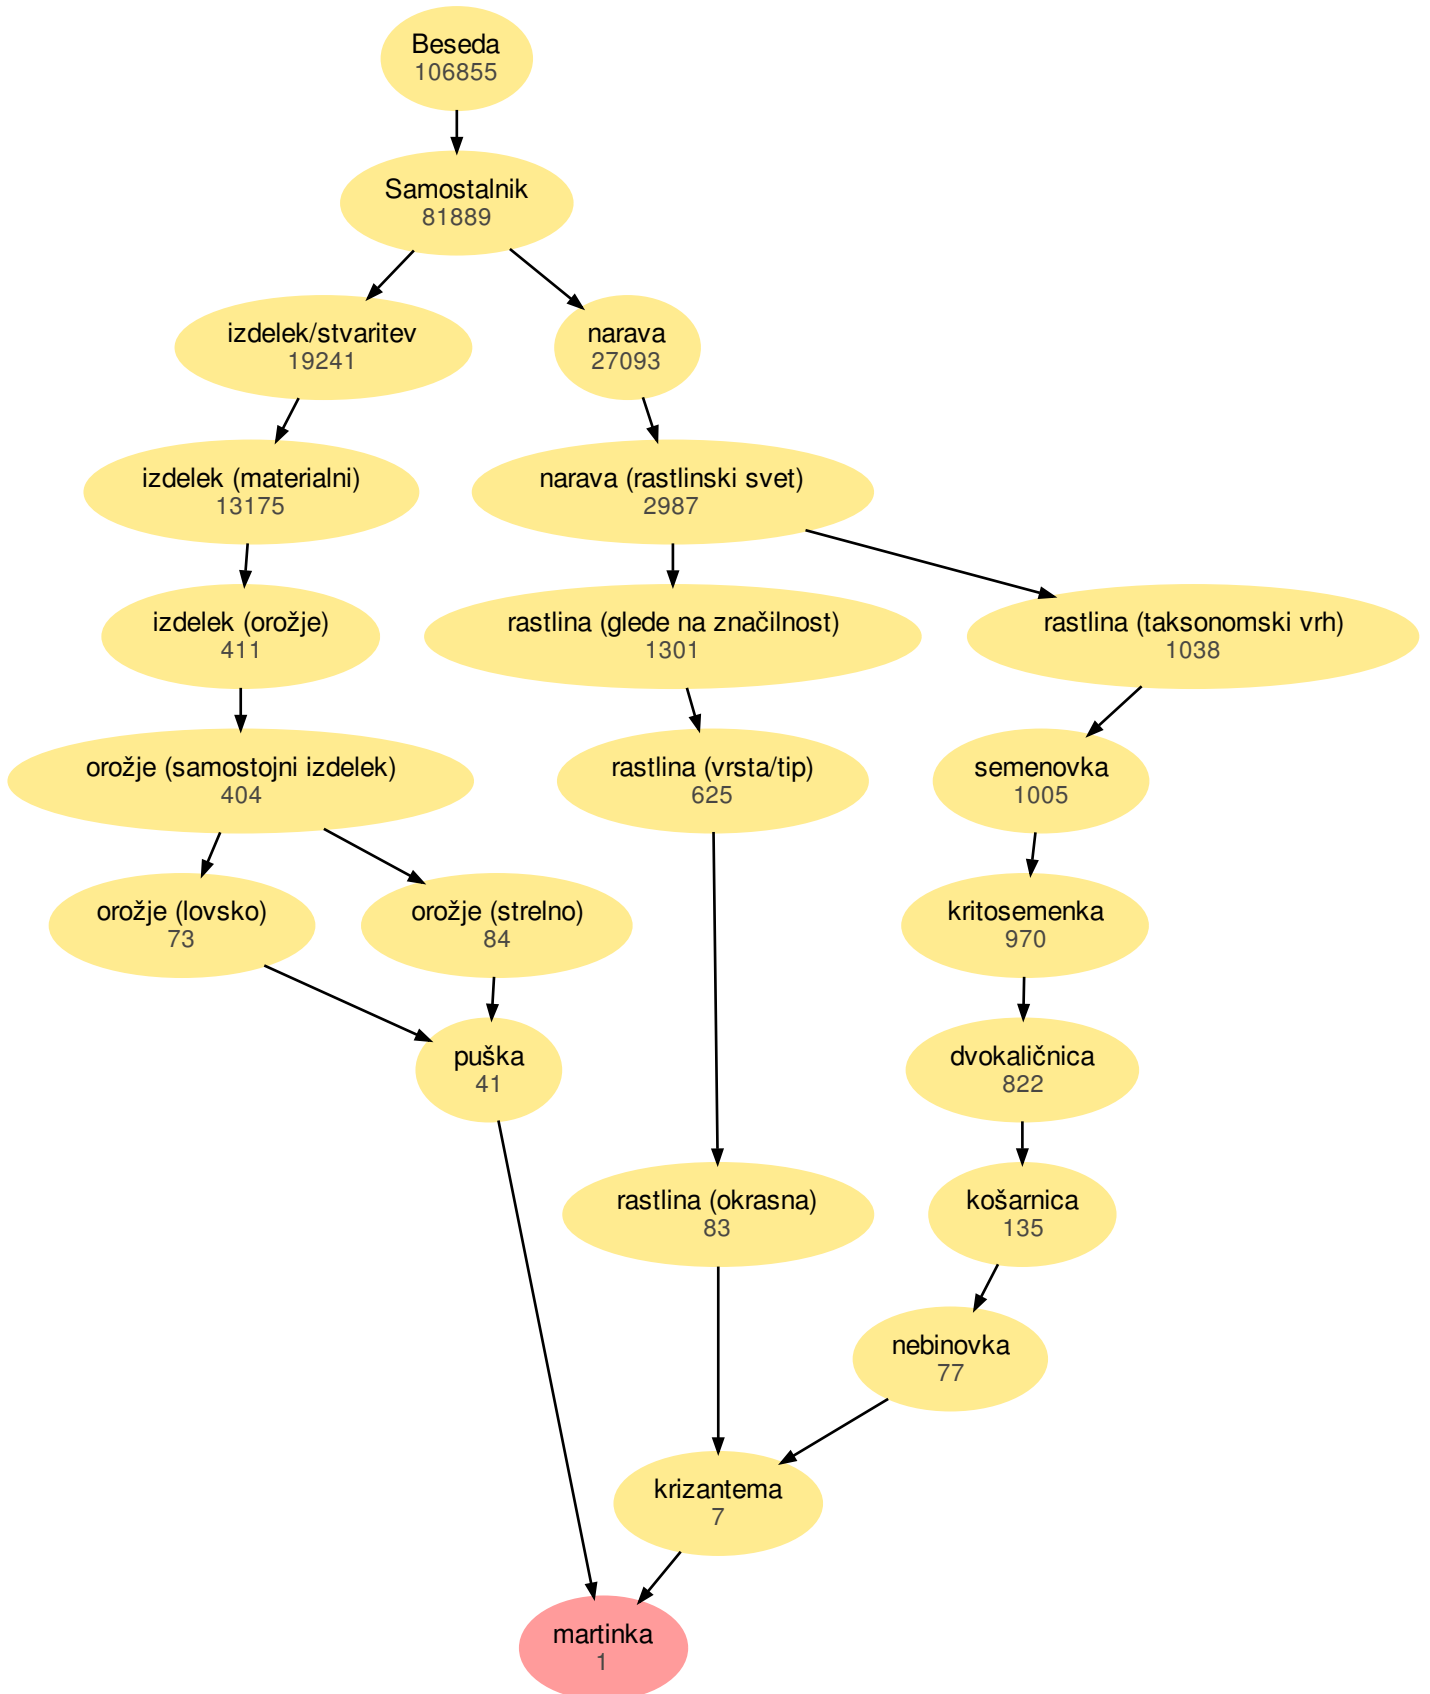 Beseda
106855
Samostalnik
81889
izdelek/stvaritev
19241
narava
27093
izdelek (materialni)
13175
narava (rastlinski svet)
2987
izdelek (orožje)
411
rastlina (glede na značilnost)
1301
rastlina (taksonomski vrh)
1038
orožje (samostojni izdelek)
404
rastlina (vrsta/tip)
625
semenovka
1005
orožje (lovsko)
73
orožje (strelno)
84
kritosemenka
970
puška
41
dvokaličnica
822
rastlina (okrasna)
83
košarnica
135
nebinovka
77
krizantema
7
martinka
1